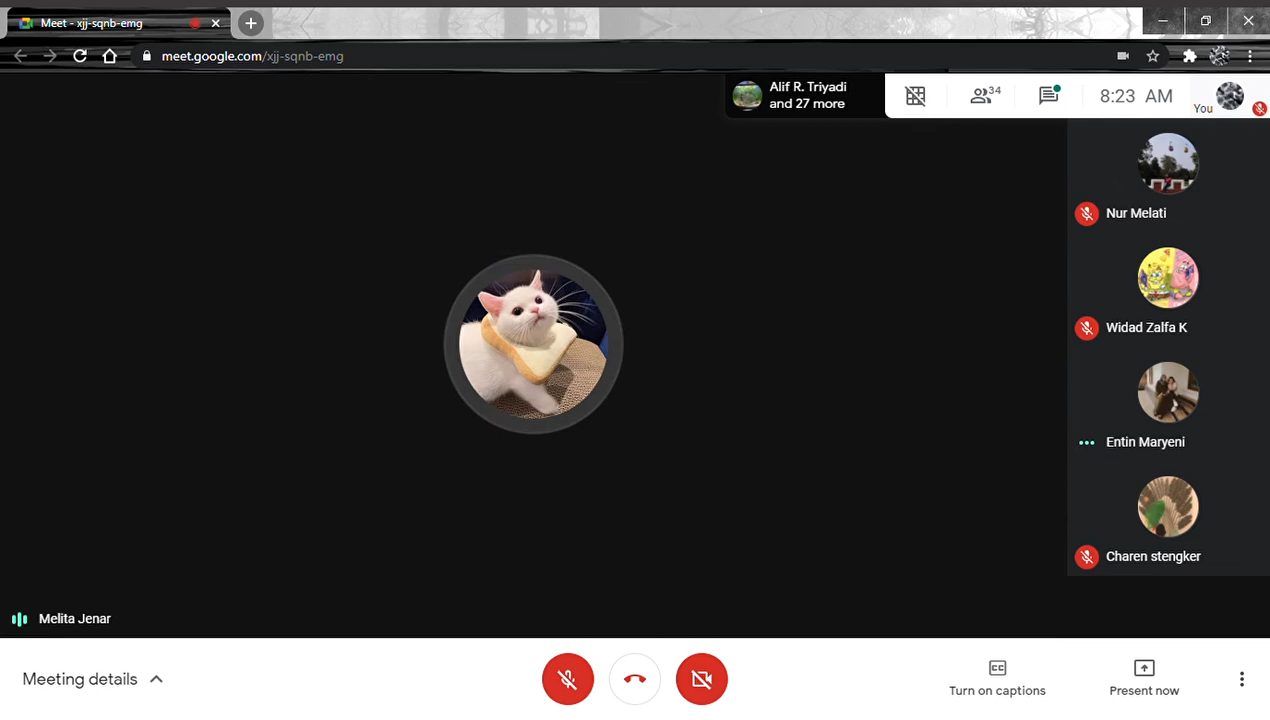 Meet - xjj-sqnb-emg
meet.google.com/xjj-sqnb-emg
Alif R. Triyadi
and 27 more
34
8:23 AM
You
Nur Melati
Widad Zalfa K
Entin Maryeni
Charen stengker
Melita Jenar
Meeting details
CC
Turn on captions
Present now